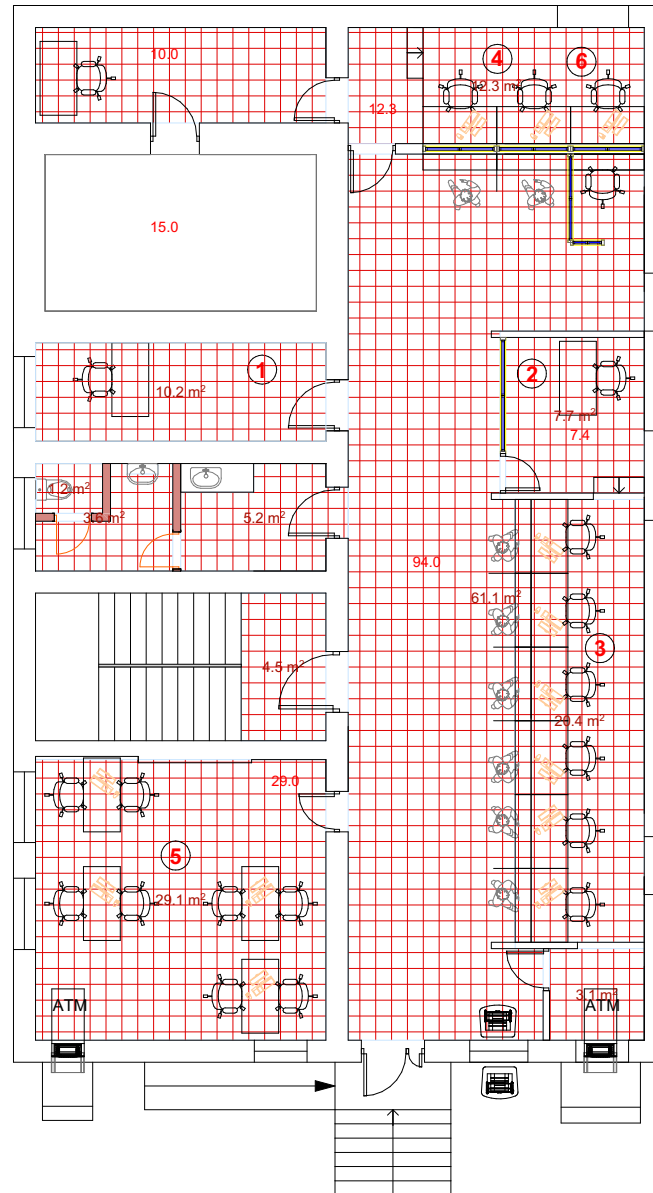 10.0
4
6
12.3 m²
12.3
15.0
1
10.2 m²
2
7.7 m²
7.4
1.2 m²
3.6 m²
5.2 m²
94.0
61.1 m²
3
4.5 m²
20.4 m²
29.0
5
29.1 m²
ATM
3.1 m²
ATM